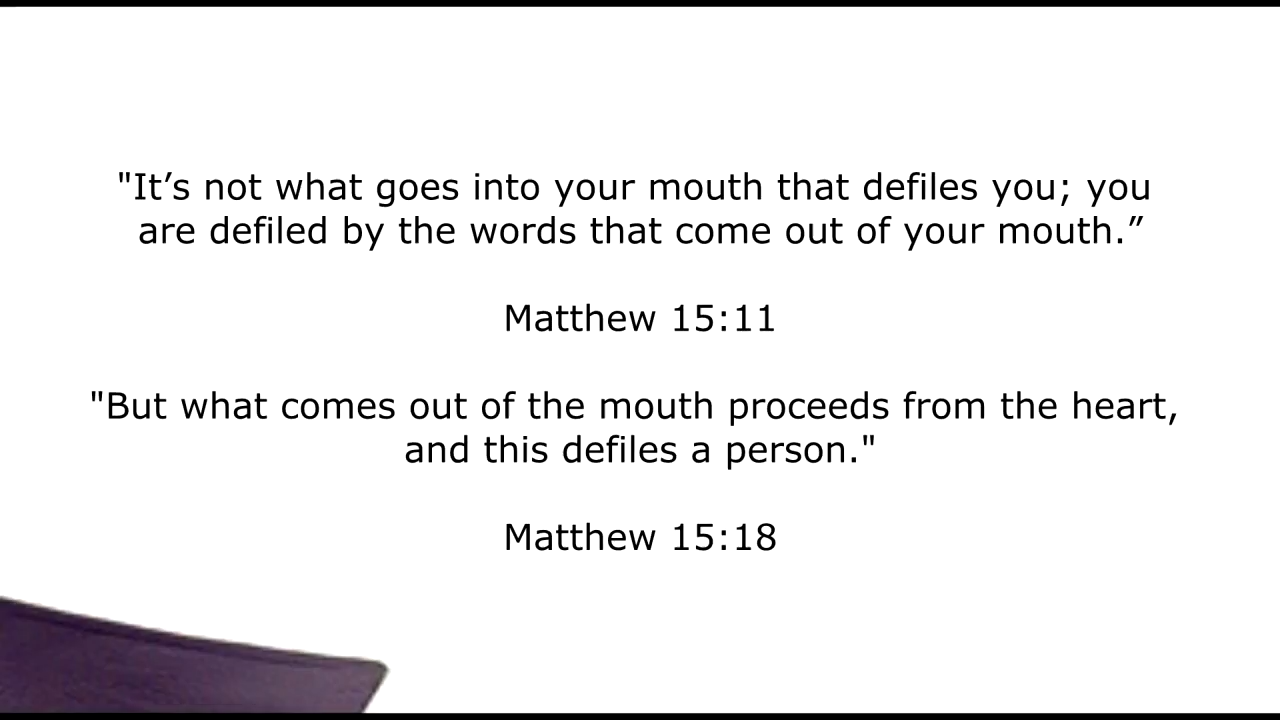 "It’s not what goes into your mouth that defiles you; you
are defiled by the words that come out of your mouth.”
Matthew 15:11
"But what comes out of the mouth proceeds from the heart,
and this defiles a person."
Matthew 15:18